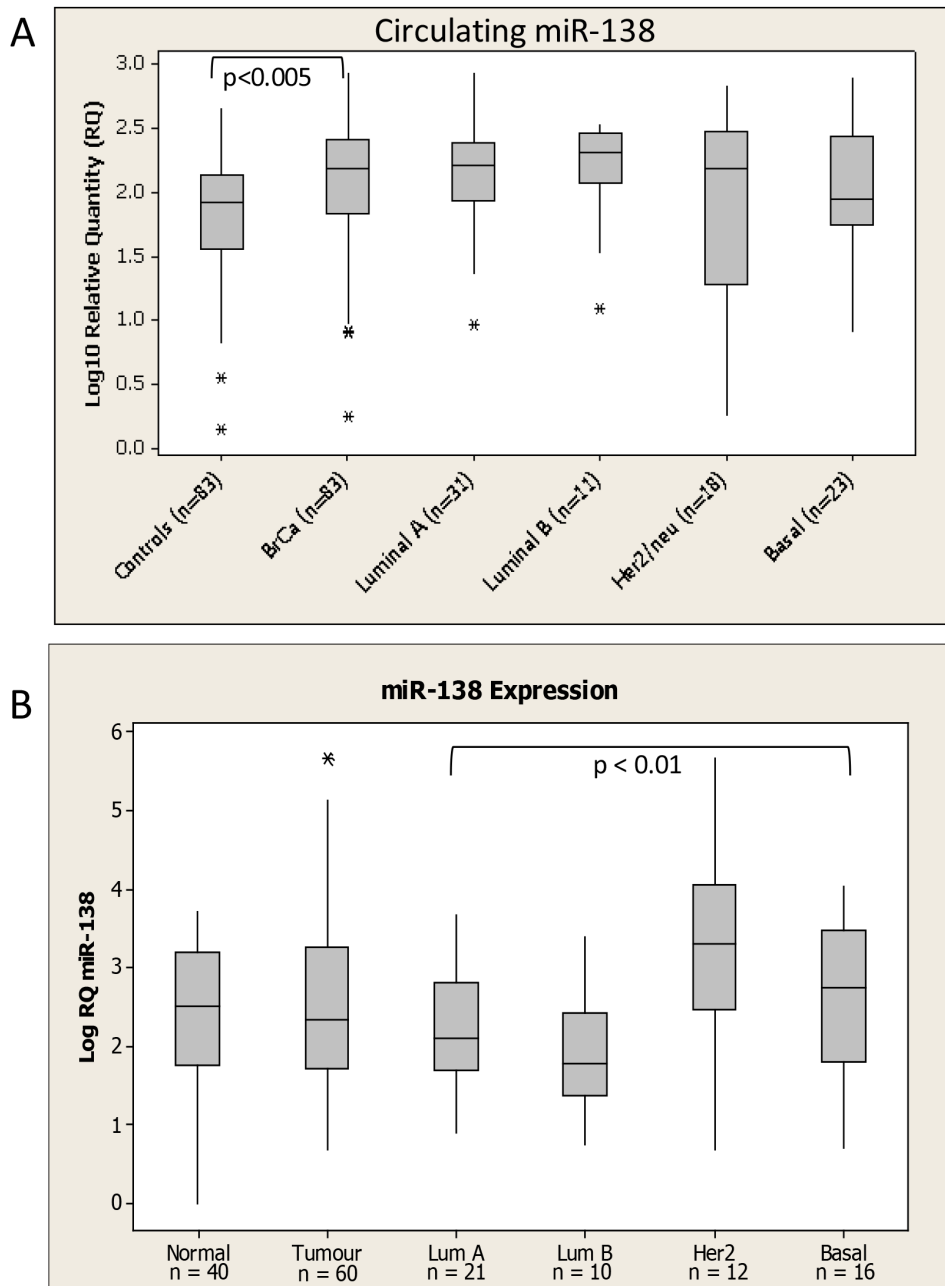 A
Circulating miR-138
p<0.005
Log10 Relative Quantity (RQ)
3.0
2.5
2.0
1.5
1.0
0.5
0.0
Controls (n=83)
BrCa (n=83)
Luminal A (n=31)
Luminal B (n=11)
Her2/neu (n=18)
Basal (n=23)
B
miR-138 Expression
p < 0.01
Log RQ miR-138
6
5
4
3
2
1
0
Normal Tumour Lum A Lum B Her2 Basal
n = 40 n = 60 n = 21 n = 10 n = 12 n = 16